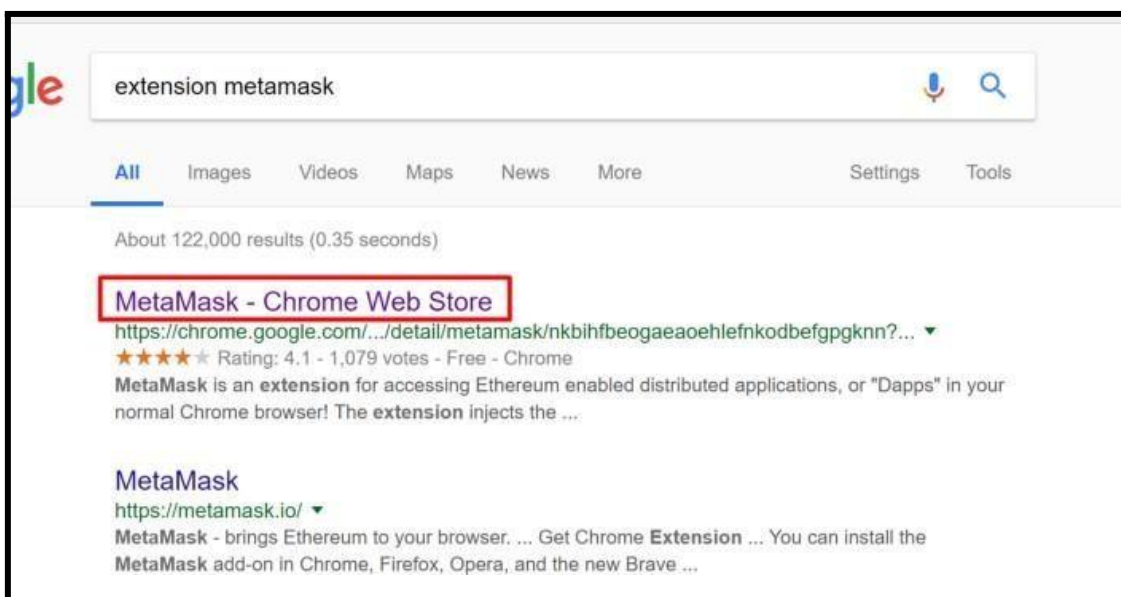 gle
extension metamask
All Images Videos Maps News More Settings Tools
About 122,000 results (0.35 seconds)
MetaMask - Chrome Web Store
https://chrome.google.com/.../detail/metamask/nkbihfbeogaeaoehlefnkodbefgpgknn?...
Rating: 4.1 - 1,079 votes - Free - Chrome
MetaMask is an extension for accessing Ethereum enabled distributed applications, or "Dapps" in your
normal Chrome browser! The extension injects the ...
MetaMask
https://metamask.io/
MetaMask - brings Ethereum to your browser. ... Get Chrome Extension ... You can install the
MetaMask add-on in Chrome, Firefox, Opera, and the new Brave ...